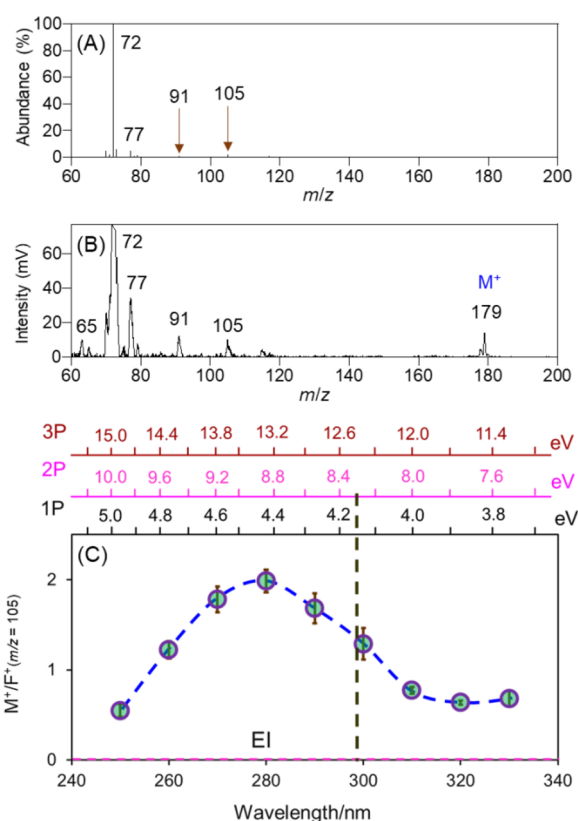 (A)
Abundance (%)
100
80
60
40
20
0
72
77
91
105
60 80 100 120 140 160 180 200
m/z
(B)
Intensity (mV)
60
40
20
0
65
72
77
91
105
M+
179
60 80 100 120 140 160 180 200
m/z
3P 15.0 14.4 13.8 13.2 12.6 12.0 11.4 eV
2P 10.0 9.6 9.2 8.8 8.4 8.0 7.6 eV
1P 5.0 4.8 4.6 4.4 4.2 4.0 3.8 eV
(C)
M+/F+(m/z = 105)
2
1
0
EI
240 260 280 300 320 340
Wavelength/nm